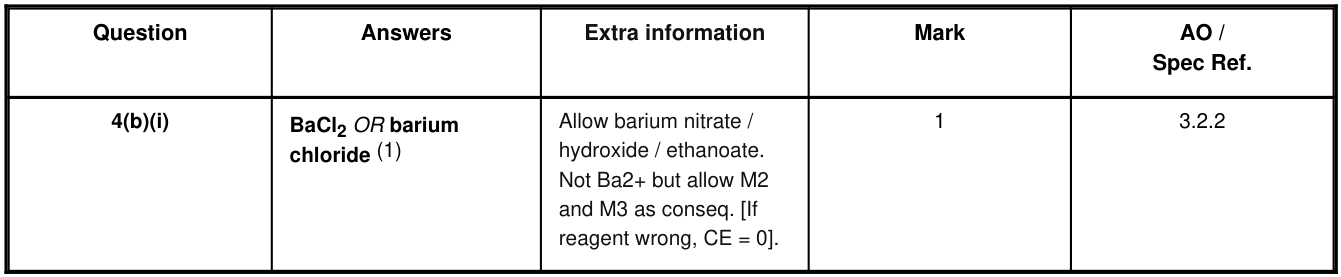 Question Answers Extra information Mark AO /
Spec Ref.
4(b)(i) BaCl2 OR barium Allow barium nitrate / 1 3.2.2
chloride (1) hydroxide / ethanoate.
Not Ba2+ but allow M2
and M3 as conseq. [If
reagent wrong, CE = 0].